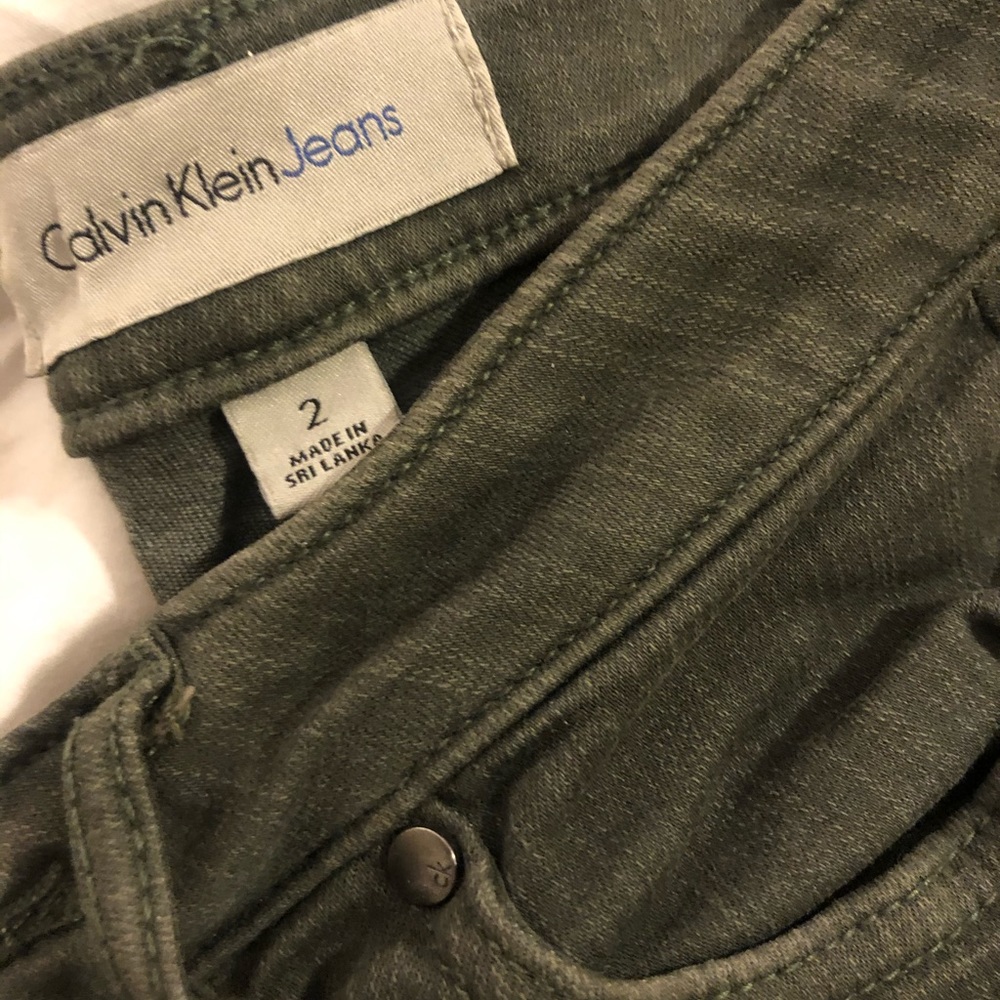 Calvin Klein Jeans
2
MADE IN
SRI LANKA
ck